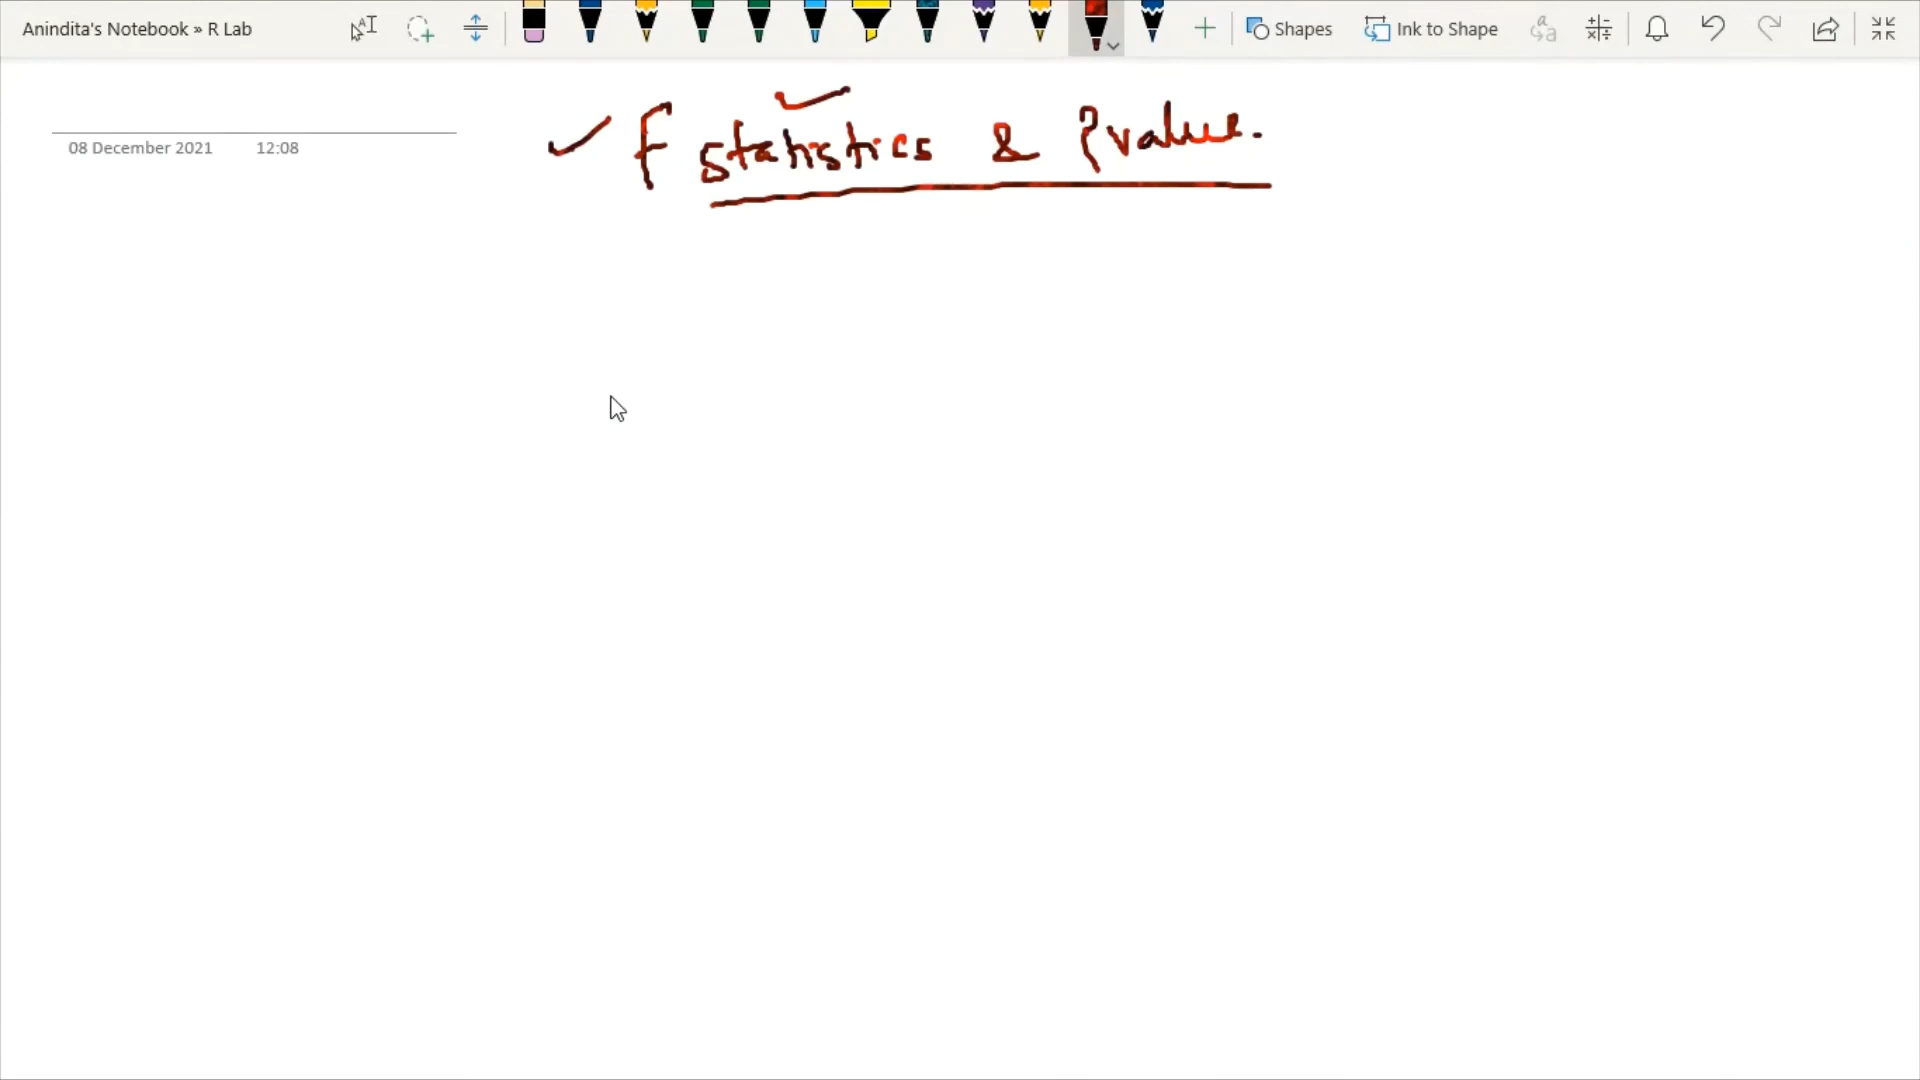 Anindita's Notebook » R Lab
Shapes
Ink to Shape
F statistics & Pvalue.
08 December 2021 12:08